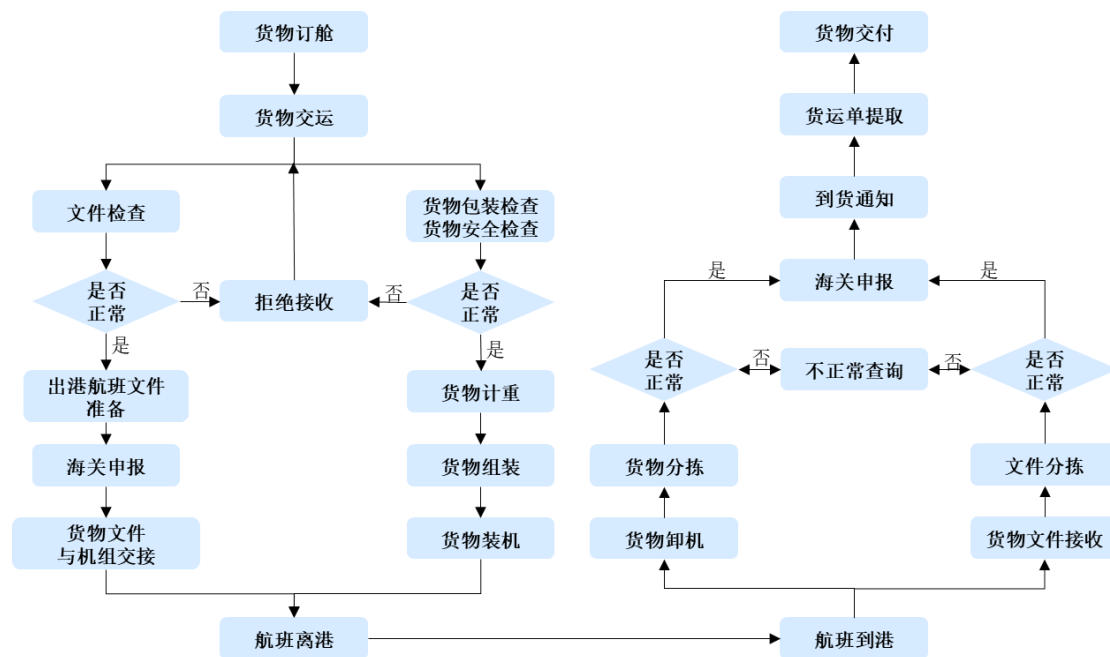 货物订舱
货物交运
文件检查
货物包装检查
货物安全检查
是否
正常
否
拒绝接收
否
是否
正常
是
是
出港航班文件
准备
货物计重
海关申报
货物组装
货物文件
与机组交接
货物装机
航班离港
货物交付
货运单提取
到货通知
是
海关申报
是
是否
正常
否
不正常查询
否
是否
正常
货物分拣
文件分拣
货物卸机
货物文件接收
航班到港